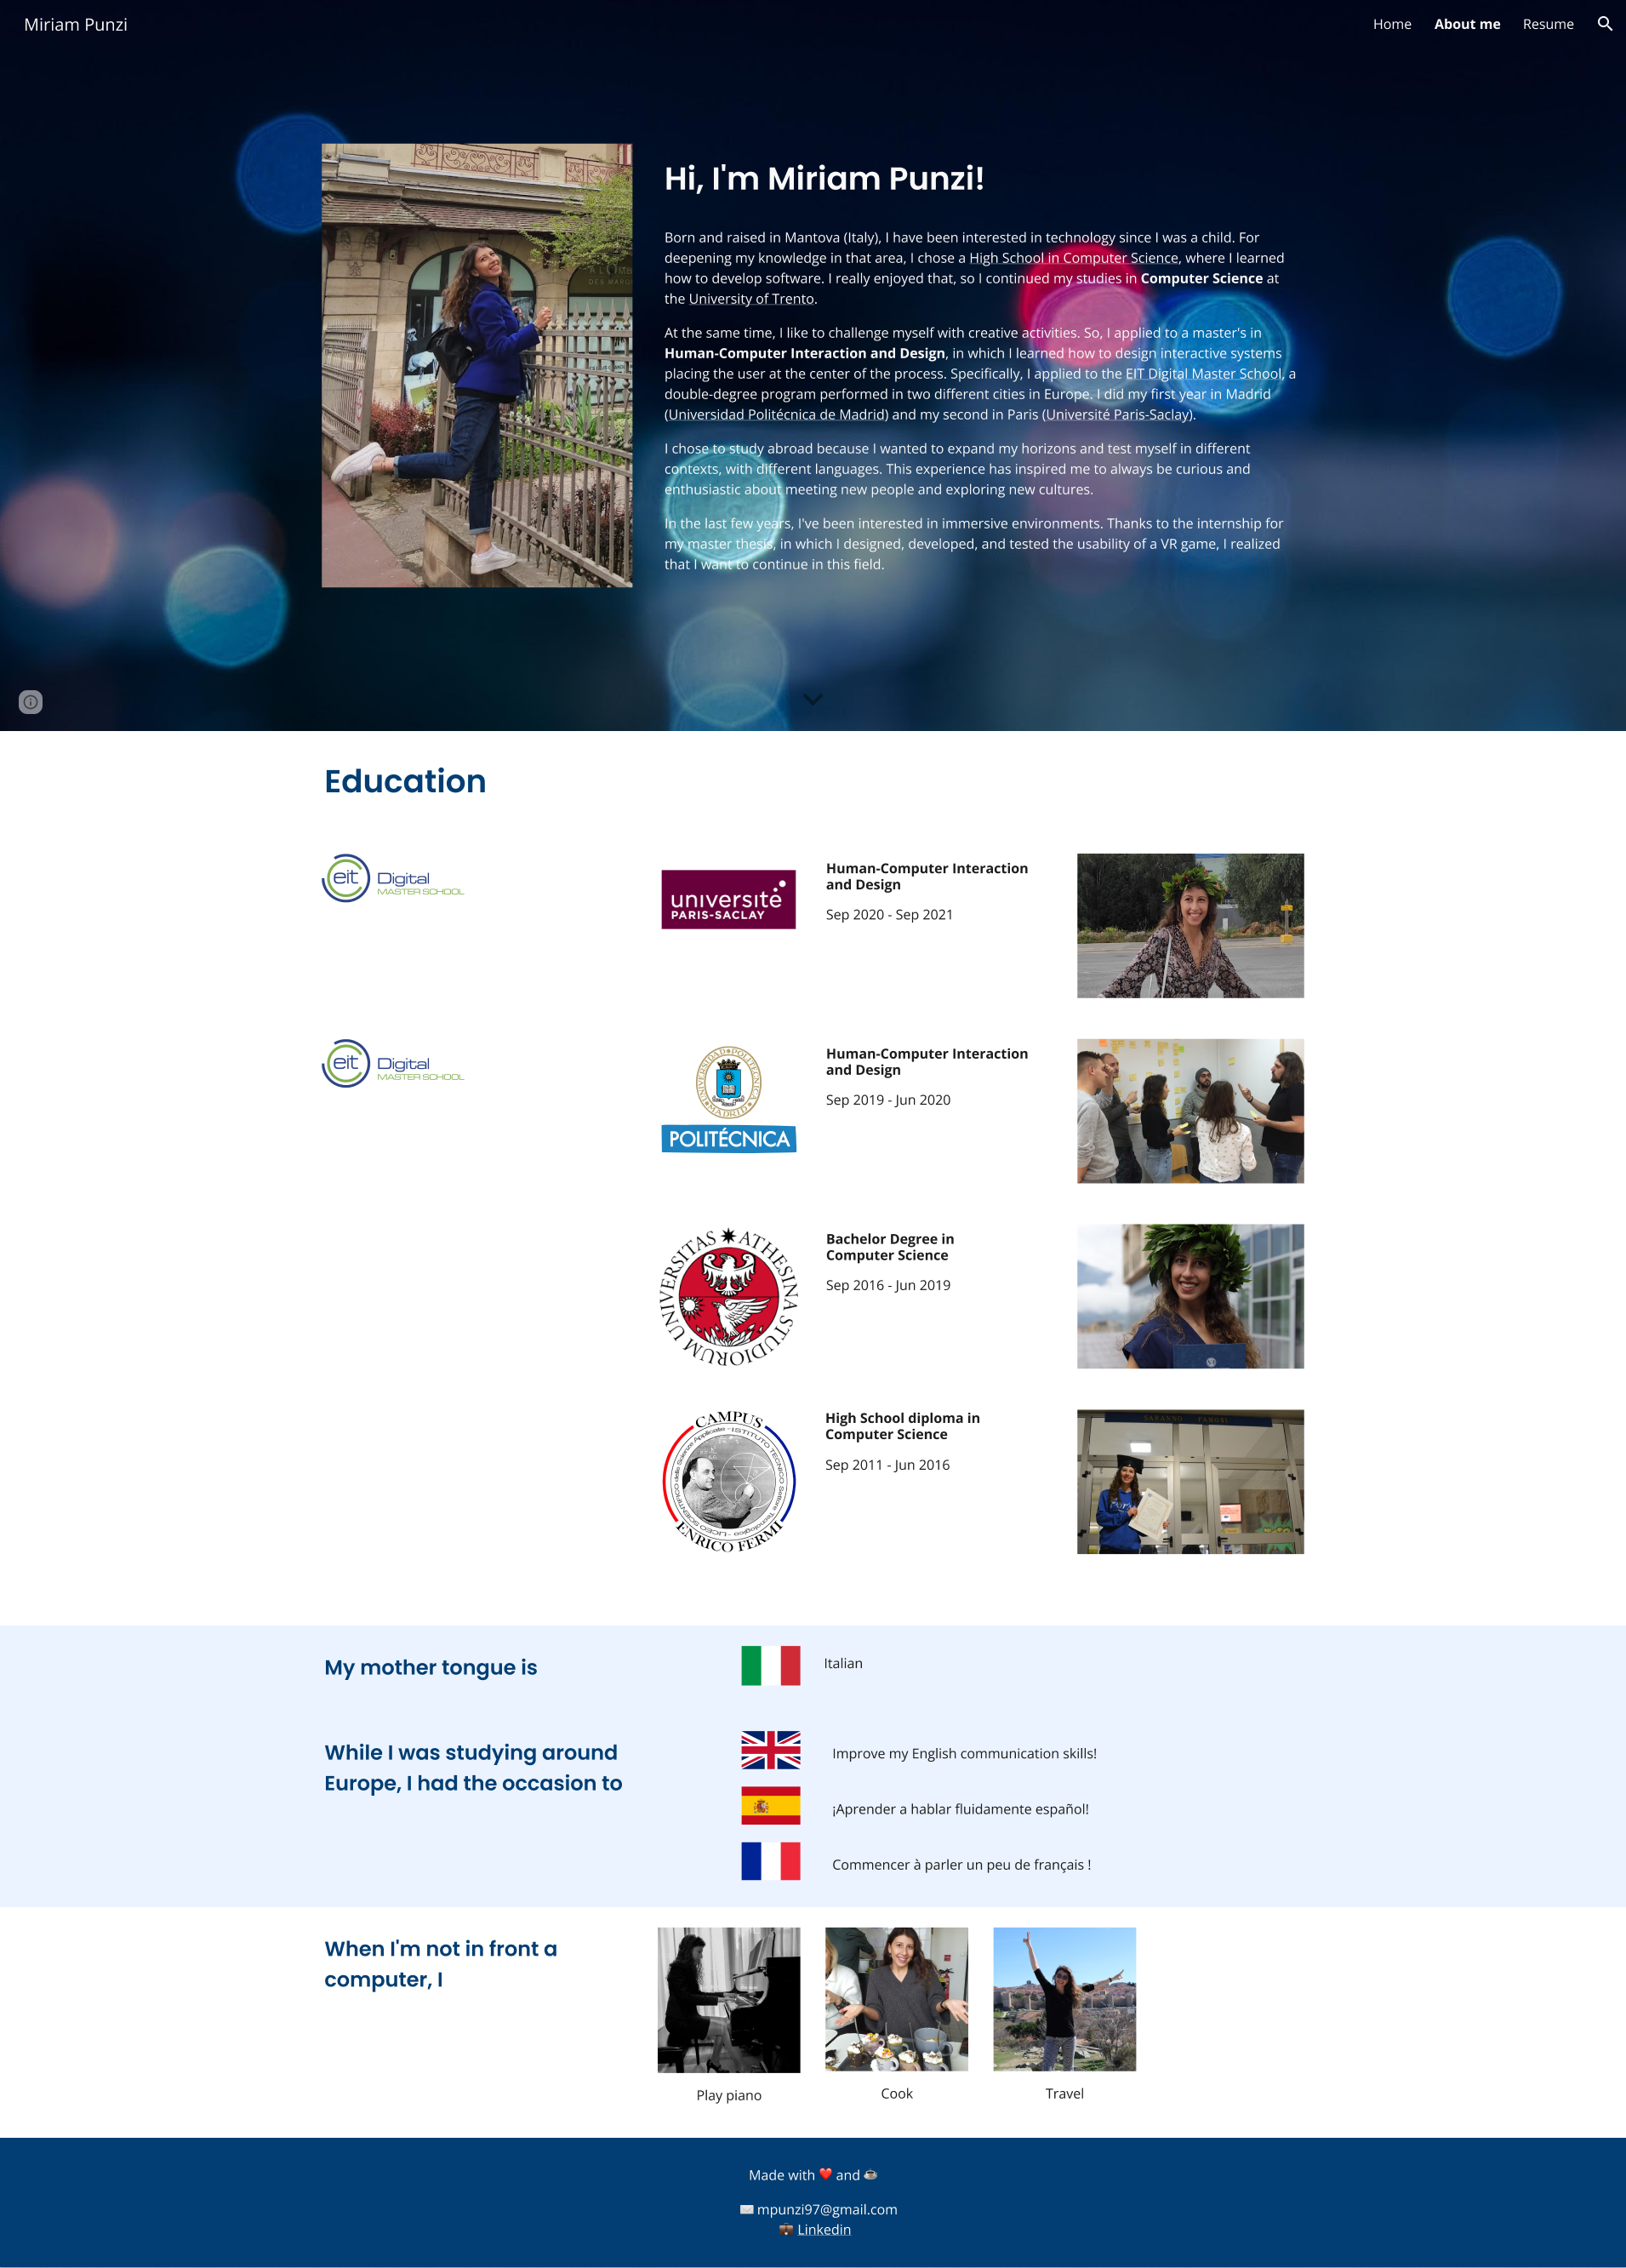 Miriam Punzi
Home About me Resume
Hi, I'm Miriam Punzi!
Born and raised in Mantova (Italy), I have been interested in technology since I was a child. For
deepening my knowledge in that area, I chose a High School in Computer Science, where I learned
how to develop software. I really enjoyed that, so I continued my studies in Computer Science at
the University of Trento.
At the same time, I like to challenge myself with creative activities. So, I applied to a master's in
Human-Computer Interaction and Design, in which I learned how to design interactive systems
placing the user at the center of the process. Specifically, I applied to the EIT Digital Master School, a
double-degree program performed in two different cities in Europe. I did my first year in Madrid
(Universidad Politécnica de Madrid) and my second in Paris (Université Paris-Saclay).
I chose to study abroad because I wanted to expand my horizons and test myself in different
contexts, with different languages. This experience has inspired me to always be curious and
enthusiastic about meeting new people and exploring new cultures.
In the last few years, I've been interested in immersive environments. Thanks to the internship for
my master thesis, in which I designed, developed, and tested the usability of a VR game, I realized
that I want to continue in this field.
Education
eit Digital
MASTER SCHOOL
université
PARIS-SACLAY
Human-Computer Interaction
and Design
Sep 2020 - Sep 2021
eit Digital
MASTER SCHOOL
UNIVERSIDAD POLITÉCNICA
MADRID
POLITÉCNICA
Human-Computer Interaction
and Design
Sep 2019 - Jun 2020
UNIVERSITAS ATHESINA STUDIORUM
Bachelor Degree in
Computer Science
Sep 2016 - Jun 2019
CAMPUS
ENRICO FERMI
High School diploma in
Computer Science
Sep 2011 - Jun 2016
SARANNO FAMOSI
My mother tongue is
Italian
While I was studying around
Europe, I had the occasion to
Improve my English communication skills!
¡Aprender a hablar fluidamente español!
Commencer à parler un peu de français !
When I'm not in front a
computer, I
Play piano
Cook
Travel
Made with ❤️ and ☕
✉️ mpunzi97@gmail.com
💼 Linkedin